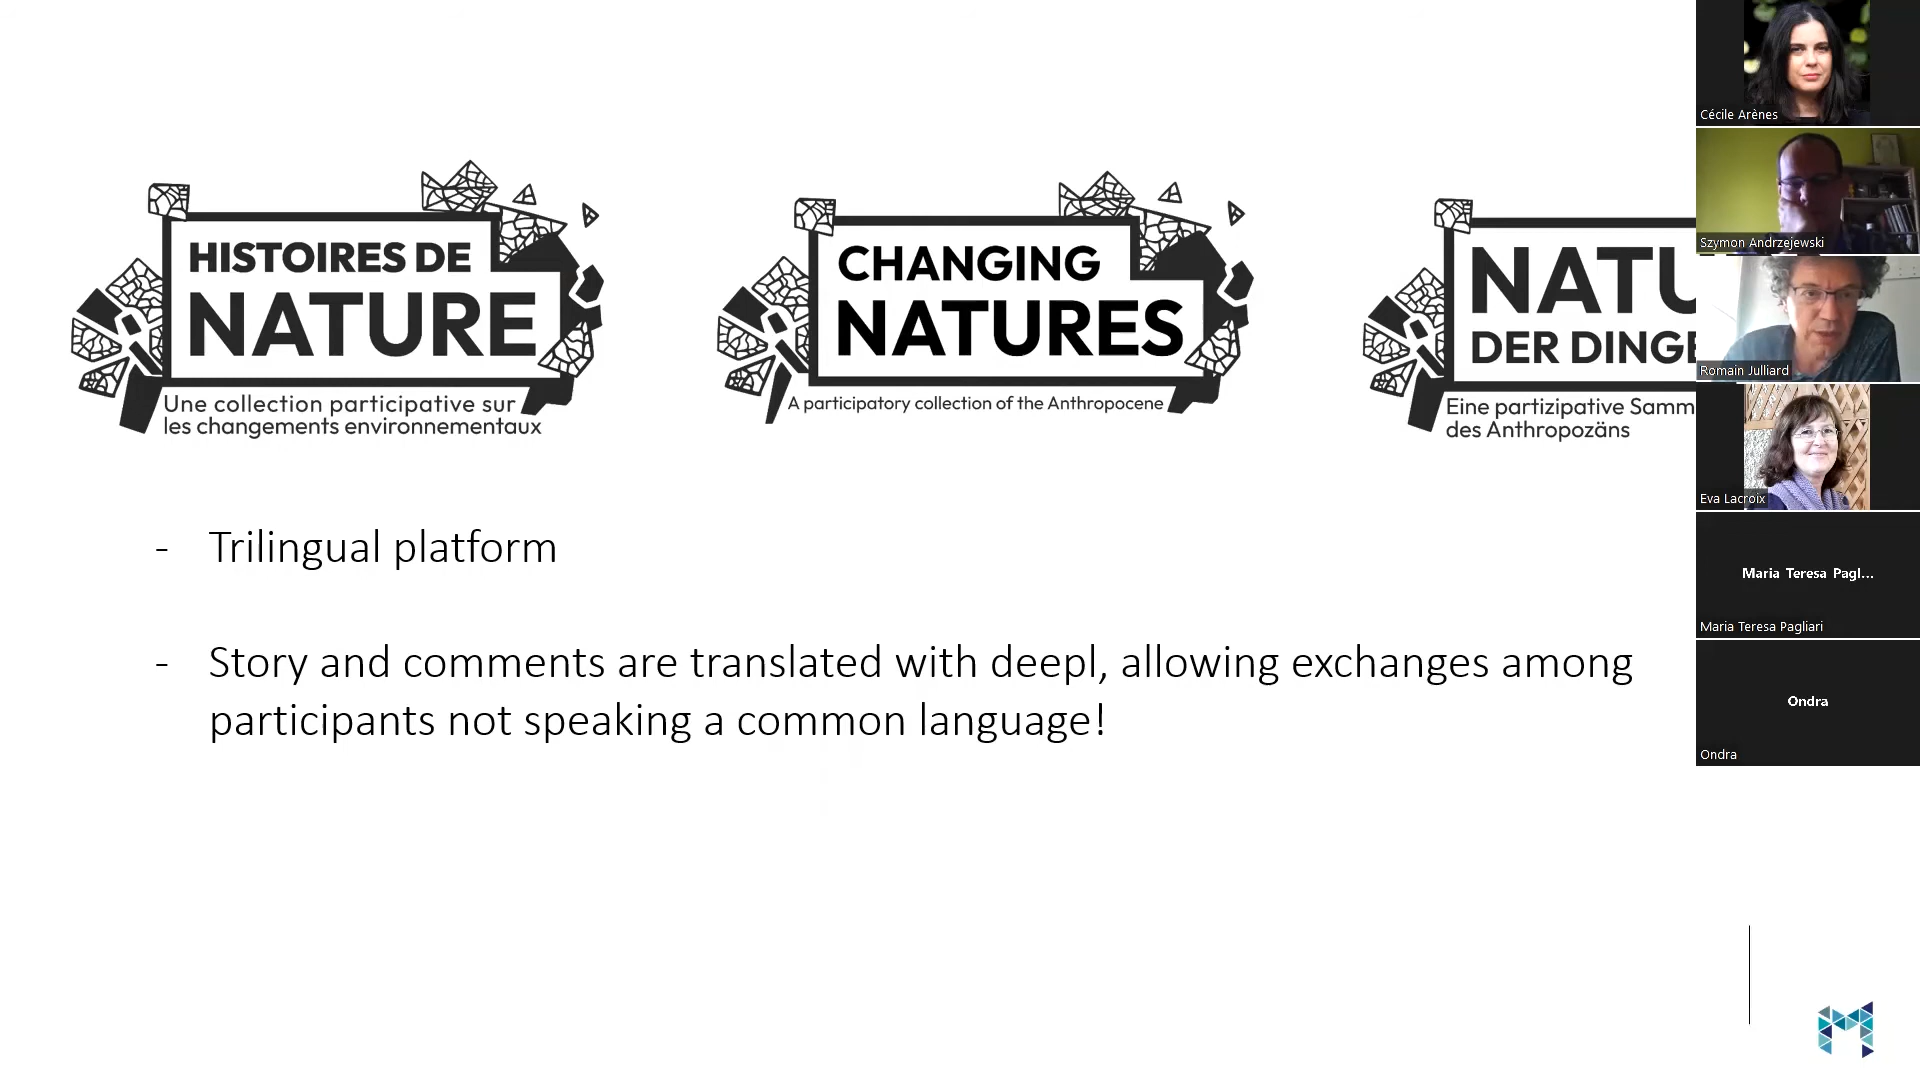 HISTOIRES DE
NATURE
Une collection participative sur
les changements environnementaux
CHANGING
NATURES
A participatory collection of the Anthropocene
DER DINGE
Eine partizipative
des Anthropozäns
- Trilingual platform
- Story and comments are translated with deepl, allowing exchanges among
participants not speaking a common language!
Cécile Arènes
Szymon Andrzejewski
Romain Julliard
Eva Lacroix
Maria Teresa Pagl...
Maria Teresa Pagliari
Ondra
Ondra